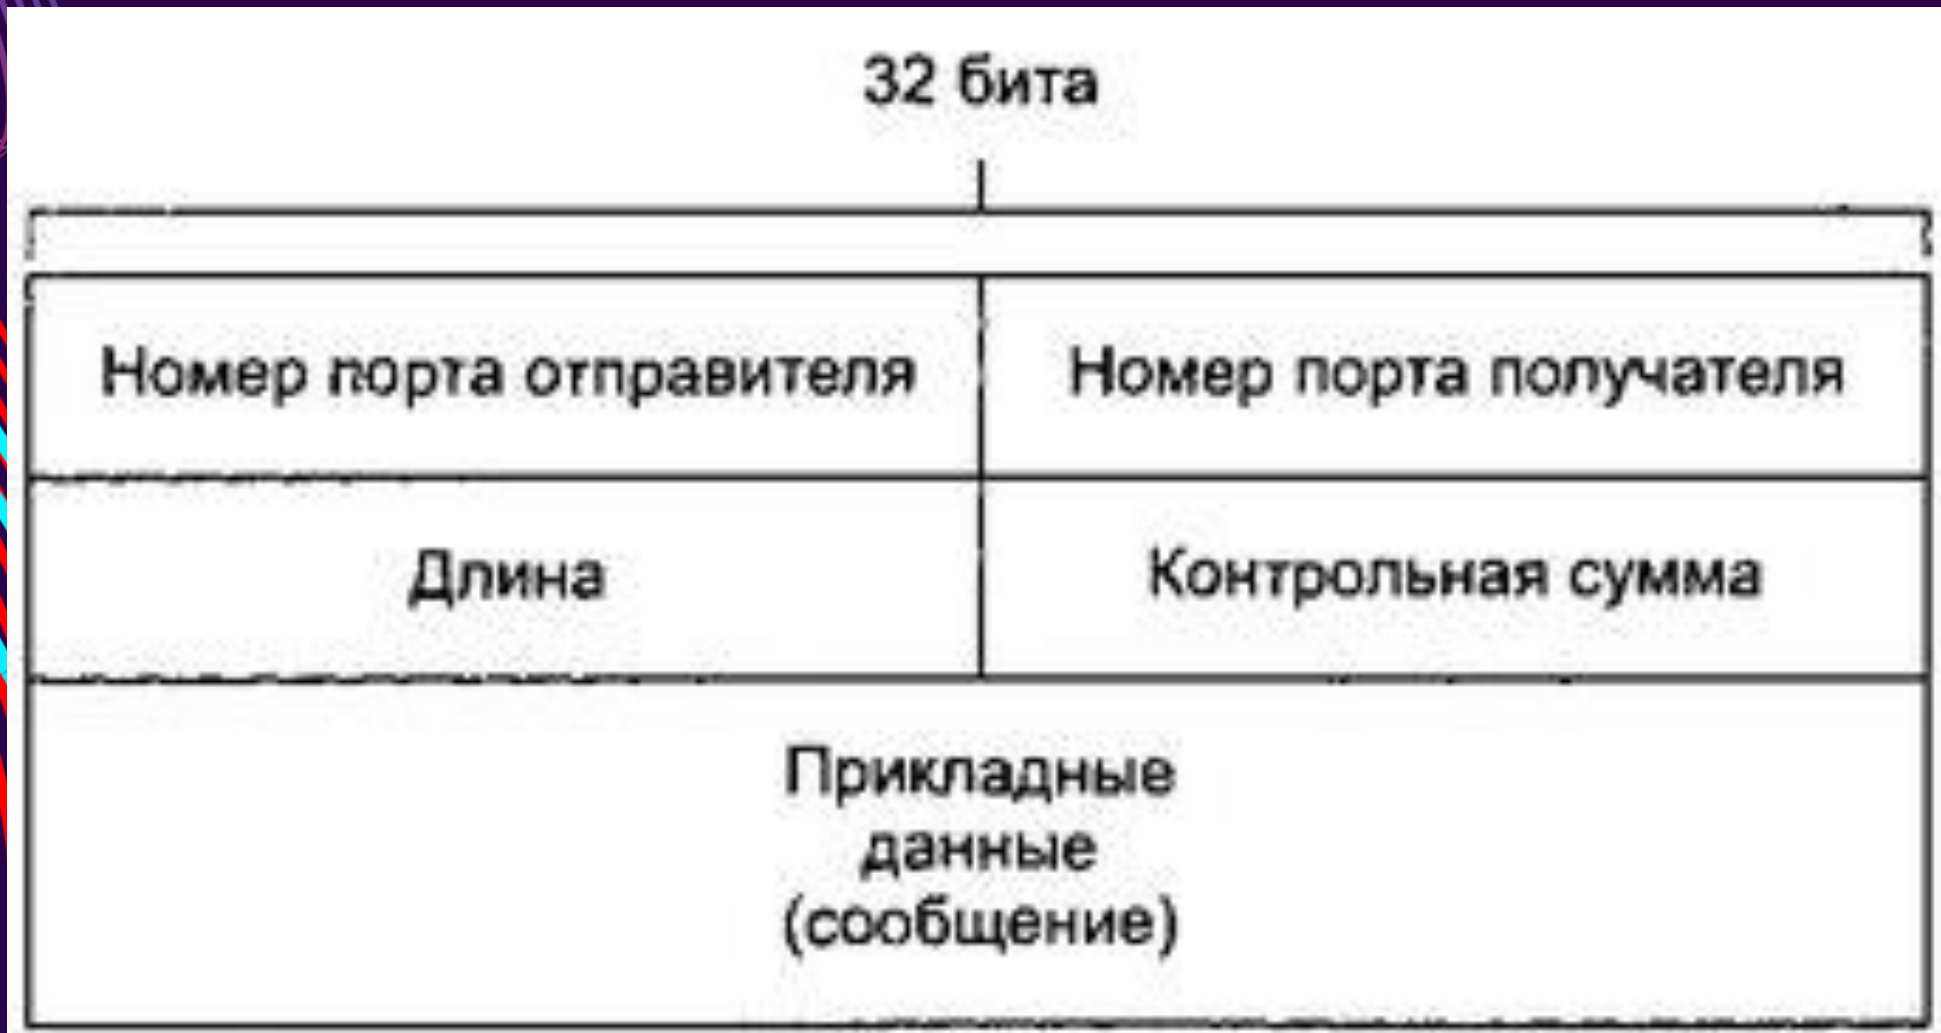 32 бита
Номер порта отправителя
Номер порта получателя
Длина
Контрольная сумма
Прикладные
данные
(сообщение)